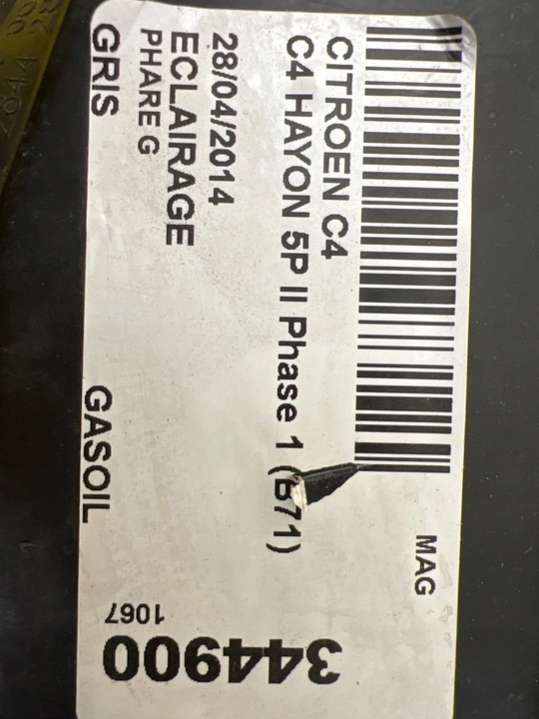 MAG
CITROEN C4
C4 HAYON 5P II Phase 1 (B71)
28/04/2014
ECLAIRAGE
PHARE G
GRIS GASOIL
1067
344900